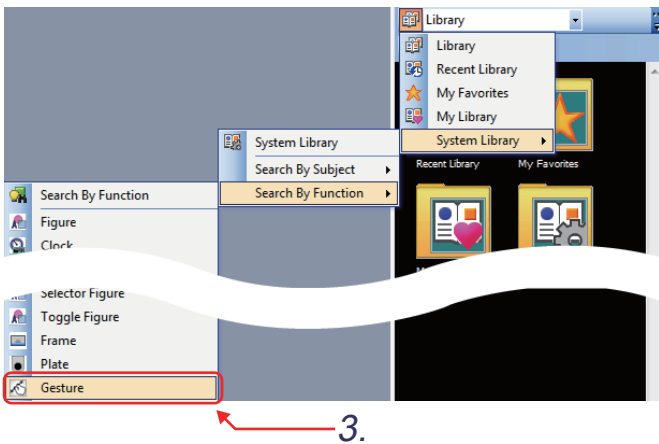 Library
Library
Recent Library
My Favorites
My Library
System Library
Recent Library My Favorites
System Library
Search By Subject
Search By Function
Search By Function
Figure
Clock
Selector Figure
Toggle Figure
Frame
Plate
Gesture
3.